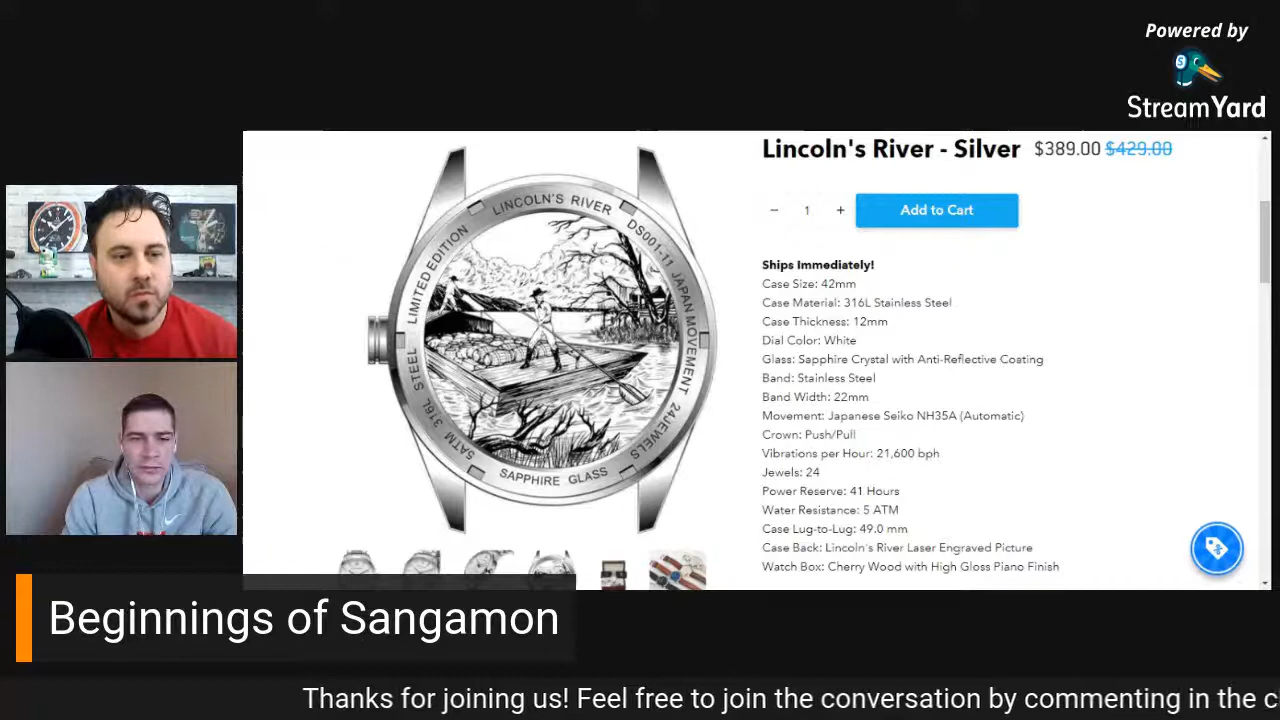 Powered by
StreamYard
Lincoln's River - Silver $389.00 $429.00
− 1 + Add to Cart
LINCOLN'S RIVER
DS001-11
JAPAN MOVEMENT
24JEWELS
SAPPHIRE GLASS
5ATM
316L
STEEL
LIMITED EDITION
Ships Immediately!
Case Size: 42mm
Case Material: 316L Stainless Steel
Case Thickness: 12mm
Dial Color: White
Glass: Sapphire Crystal with Anti-Reflective Coating
Band: Stainless Steel
Band Width: 22mm
Movement: Japanese Seiko NH35A (Automatic)
Crown: Push/Pull
Vibrations per Hour: 21,600 bph
Jewels: 24
Power Reserve: 41 Hours
Water Resistance: 5 ATM
Case Lug-to-Lug: 49.0 mm
Case Back: Lincoln's River Laser Engraved Picture
Watch Box: Cherry Wood with High Gloss Piano Finish
Beginnings of Sangamon
Thanks for joining us! Feel free to join the conversation by commenting in the c